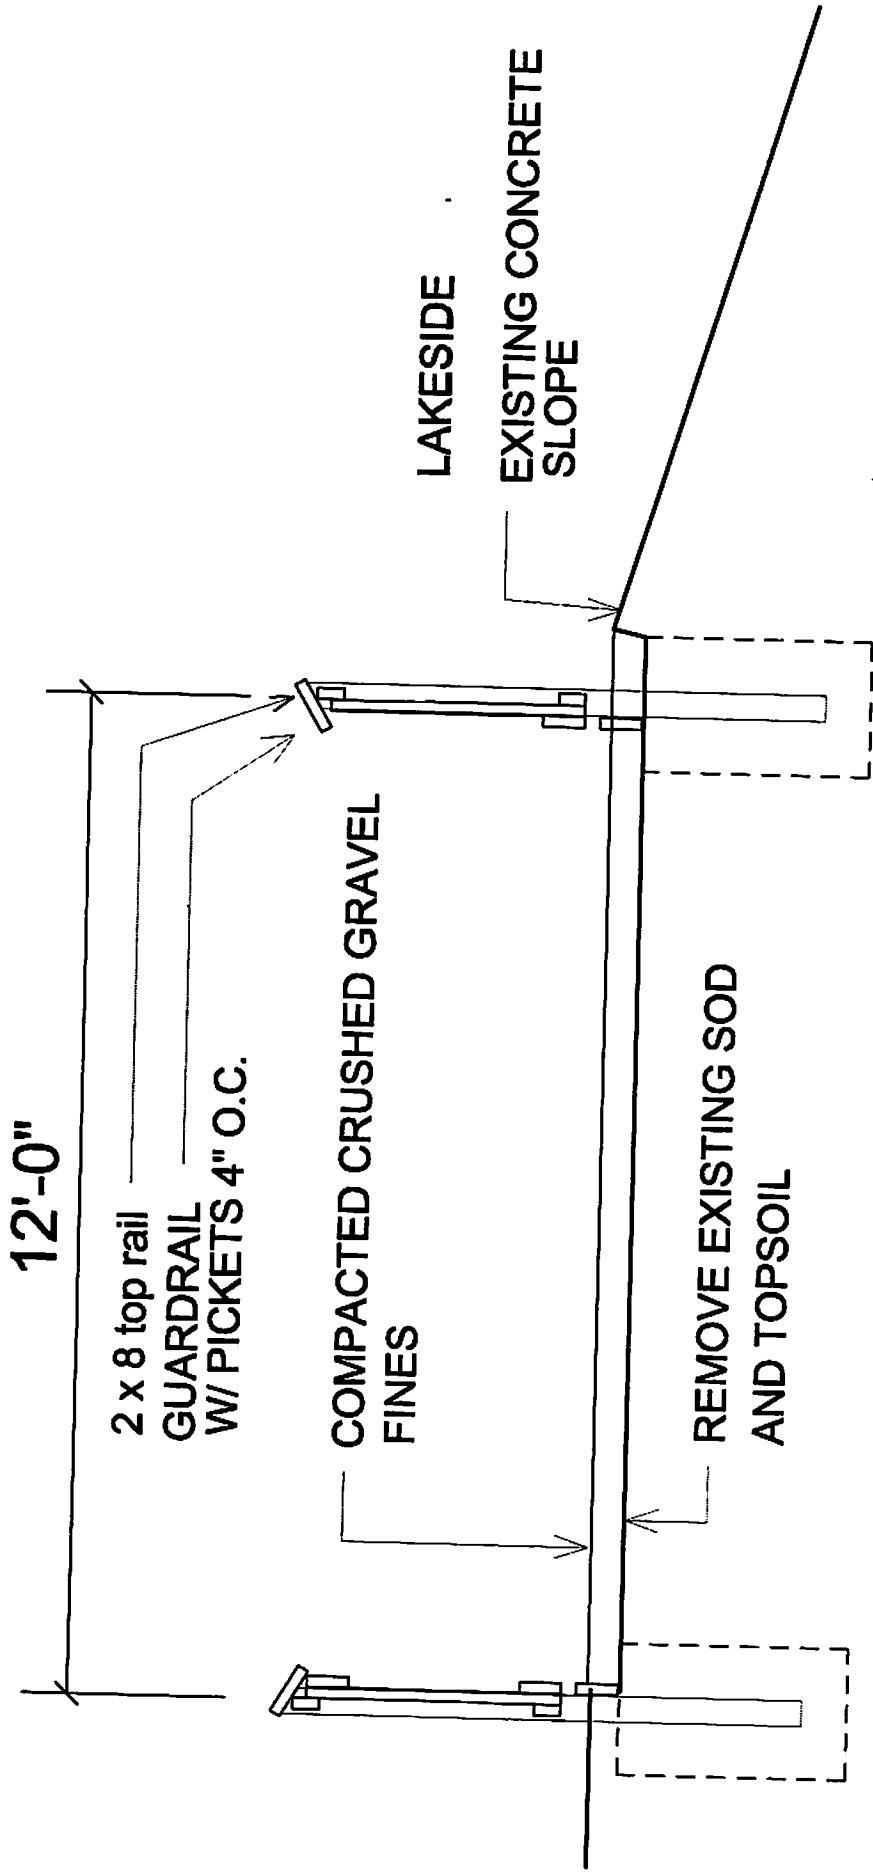 12'-0"
2 x 8 top rail
GUARDRAIL
W/ PICKETS 4" O.C.
LAKESIDE
EXISTING CONCRETE
SLOPE
COMPACTED CRUSHED GRAVEL
FINES
REMOVE EXISTING SOD
AND TOPSOIL